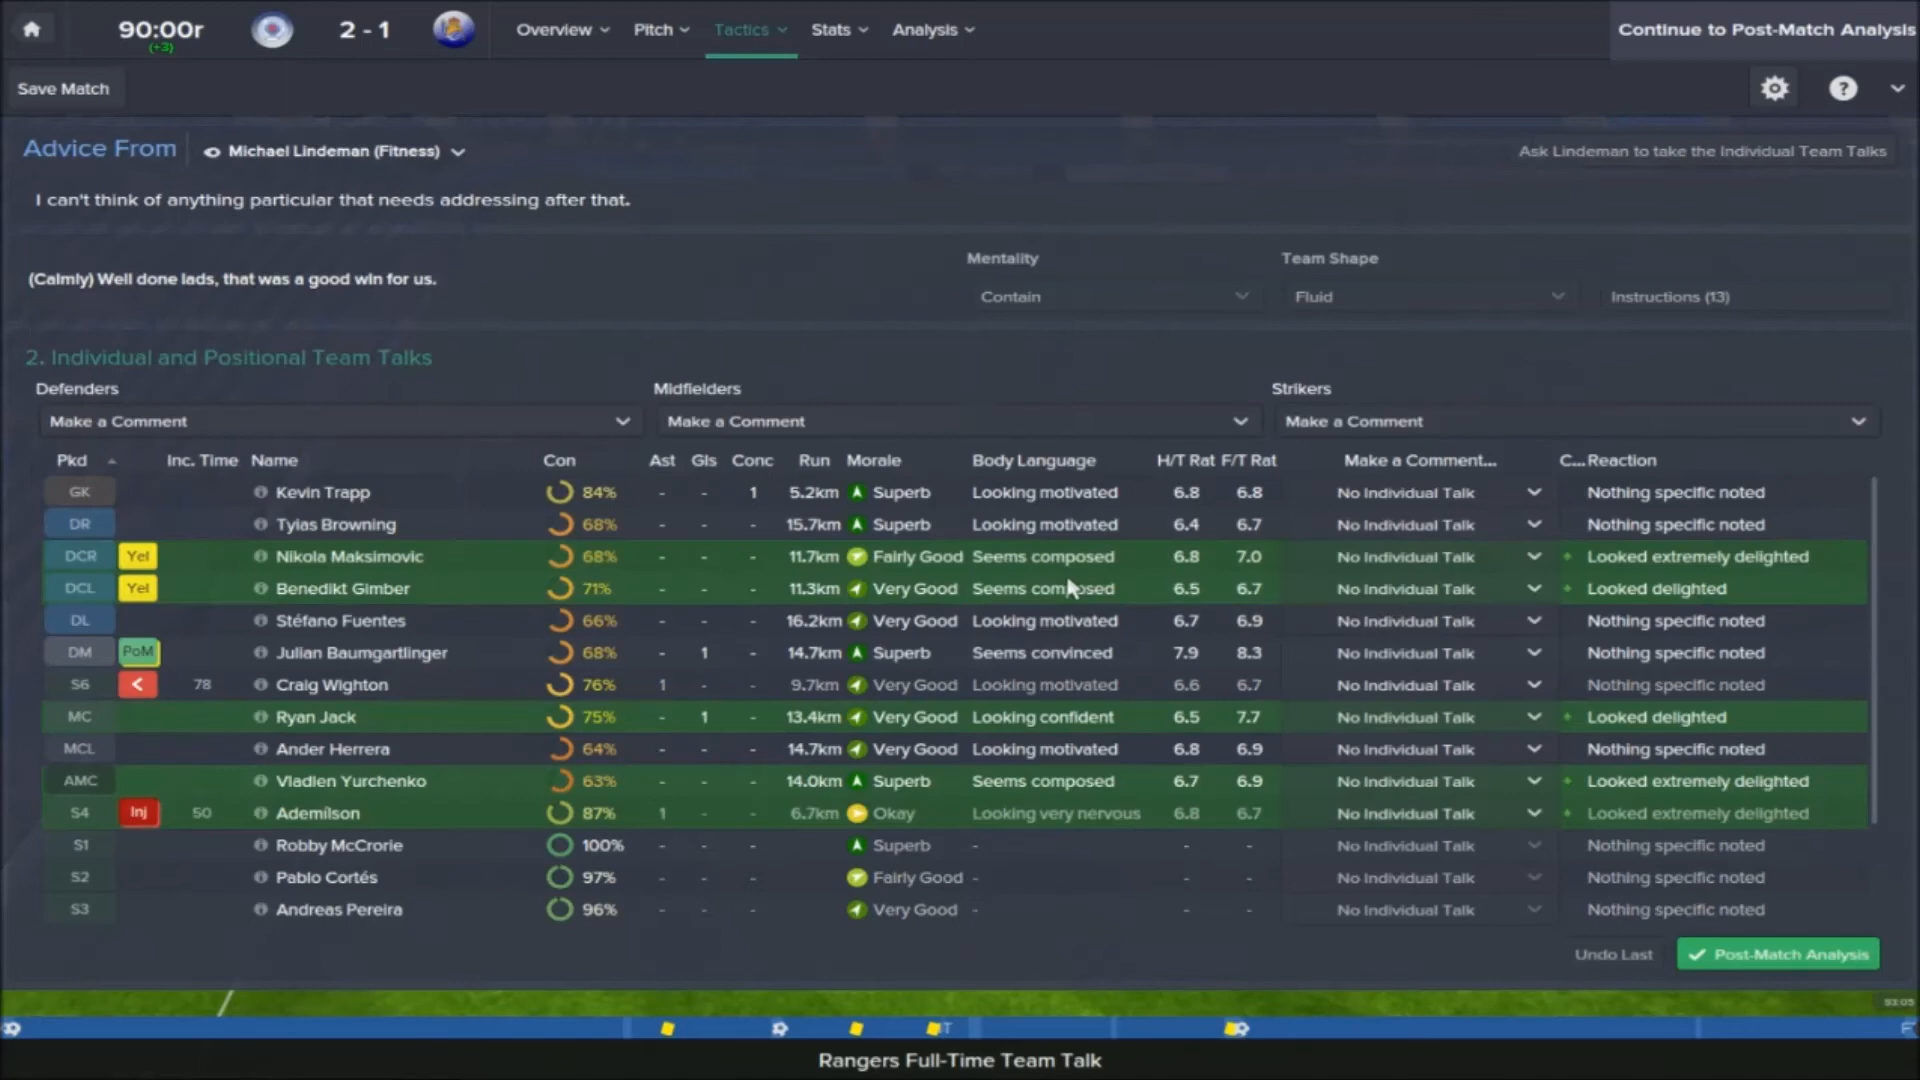 90:00r
(+3)
2 - 1
Overview
Pitch
Tactics
Stats
Analysis
Continue to Post-Match Analysis
Save Match
?
Advice From
Michael Lindeman (Fitness)
Ask Lindeman to take the Individual Team Talks
I can't think of anything particular that needs addressing after that.
Mentality
Team Shape
(Calmly) Well done lads, that was a good win for us.
Contain
Fluid
Instructions (13)
2. Individual and Positional Team Talks
Defenders
Midfielders
Strikers
Make a Comment
Make a Comment
Make a Comment
Pkd Inc. Time Name Con Ast Gls Conc Run Morale Body Language H/T Rat F/T Rat Make a Comment... C... Reaction
GK Kevin Trapp 84% - - 1 5.2km Superb Looking motivated 6.8 6.8 No Individual Talk Nothing specific noted
DR Tyias Browning 68% - - - 15.7km Superb Looking motivated 6.4 6.7 No Individual Talk Nothing specific noted
DCR Yel Nikola Maksimovic 68% - - - 11.7km Fairly Good Seems composed 6.8 7.0 No Individual Talk Looked extremely delighted
DCL Yel Benedikt Gimber 71% - - - 11.3km Very Good Seems composed 6.5 6.7 No Individual Talk Looked delighted
DL Stéfano Fuentes 66% - - - 16.2km Very Good Looking motivated 6.7 6.9 No Individual Talk Nothing specific noted
DM PoM Julian Baumgartlinger 68% - 1 - 14.7km Superb Seems convinced 7.9 8.3 No Individual Talk Nothing specific noted
S6 78 Craig Wighton 76% 1 - - 9.7km Very Good Looking motivated 6.6 6.7 No Individual Talk Nothing specific noted
MC Ryan Jack 75% - 1 - 13.4km Very Good Looking confident 6.5 7.7 No Individual Talk Looked delighted
MCL Ander Herrera 64% - - - 14.7km Very Good Looking motivated 6.8 6.9 No Individual Talk Nothing specific noted
AMC Vladlen Yurchenko 63% - - - 14.0km Superb Seems composed 6.7 6.9 No Individual Talk Looked extremely delighted
S4 Inj 50 Ademilson 87% 1 - - 6.7km Okay Looking very nervous 6.8 6.7 No Individual Talk Looked extremely delighted
S1 Robby McCrorie 100% - - - Superb - - - No Individual Talk Nothing specific noted
S2 Pablo Cortés 97% - - - Fairly Good - - - No Individual Talk Nothing specific noted
S3 Andreas Pereira 96% - - - Very Good - - - No Individual Talk Nothing specific noted
Undo Last
Post-Match Analysis
93:05
Rangers Full-Time Team Talk